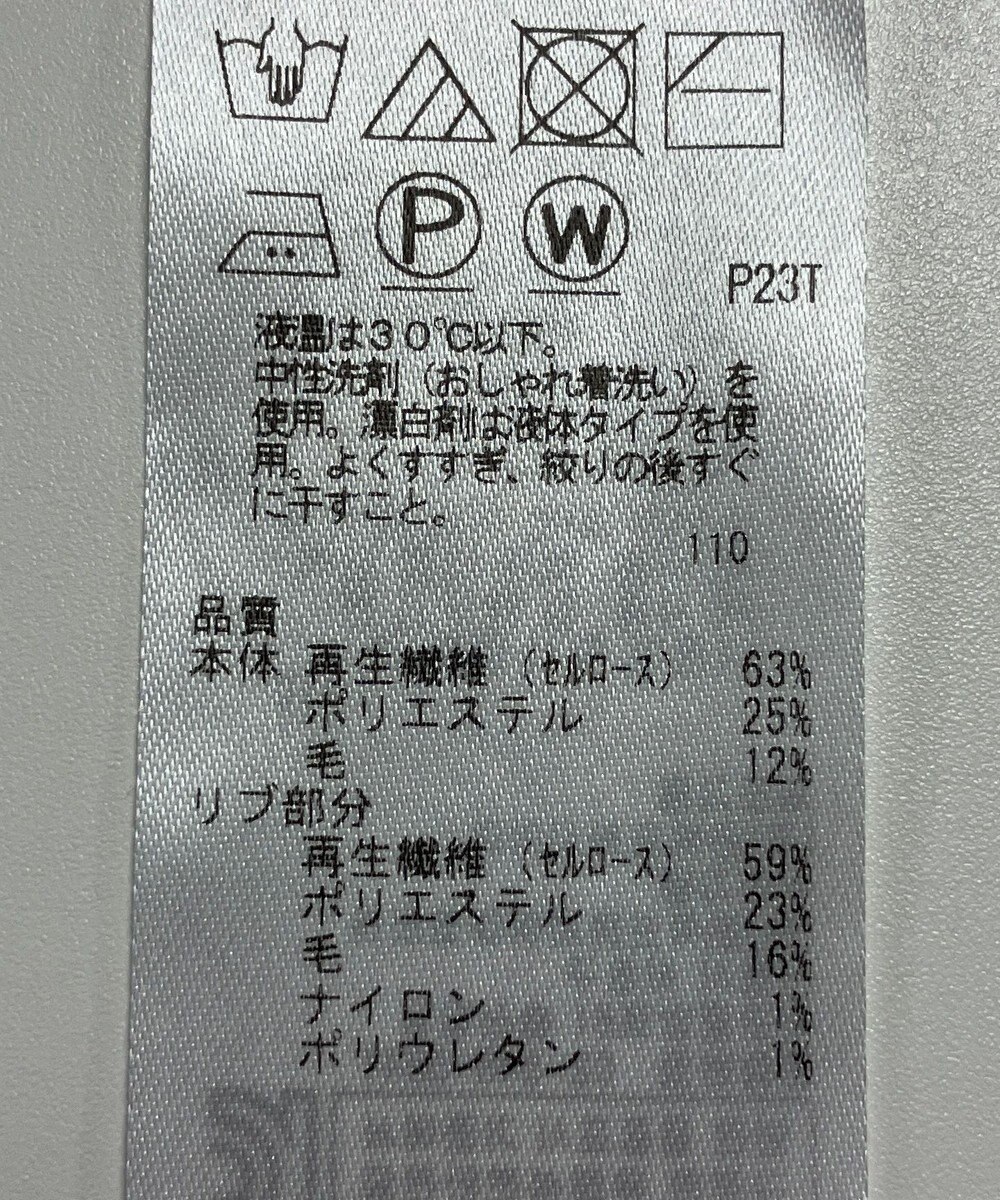 P
W
P23T
液温は30℃以下。
中性洗剤（おしゃれ着洗い）を
使用。漂白剤は液体タイプを使
用。よくすすぎ、絞りの後すぐ
に干すこと。
110
品質
本体 再生繊維（セルロース） 63%
ポリエステル 25%
毛 12%
リブ部分
再生繊維（セルロース） 59%
ポリエステル 23%
毛 16%
ナイロン 1%
ポリウレタン 1%